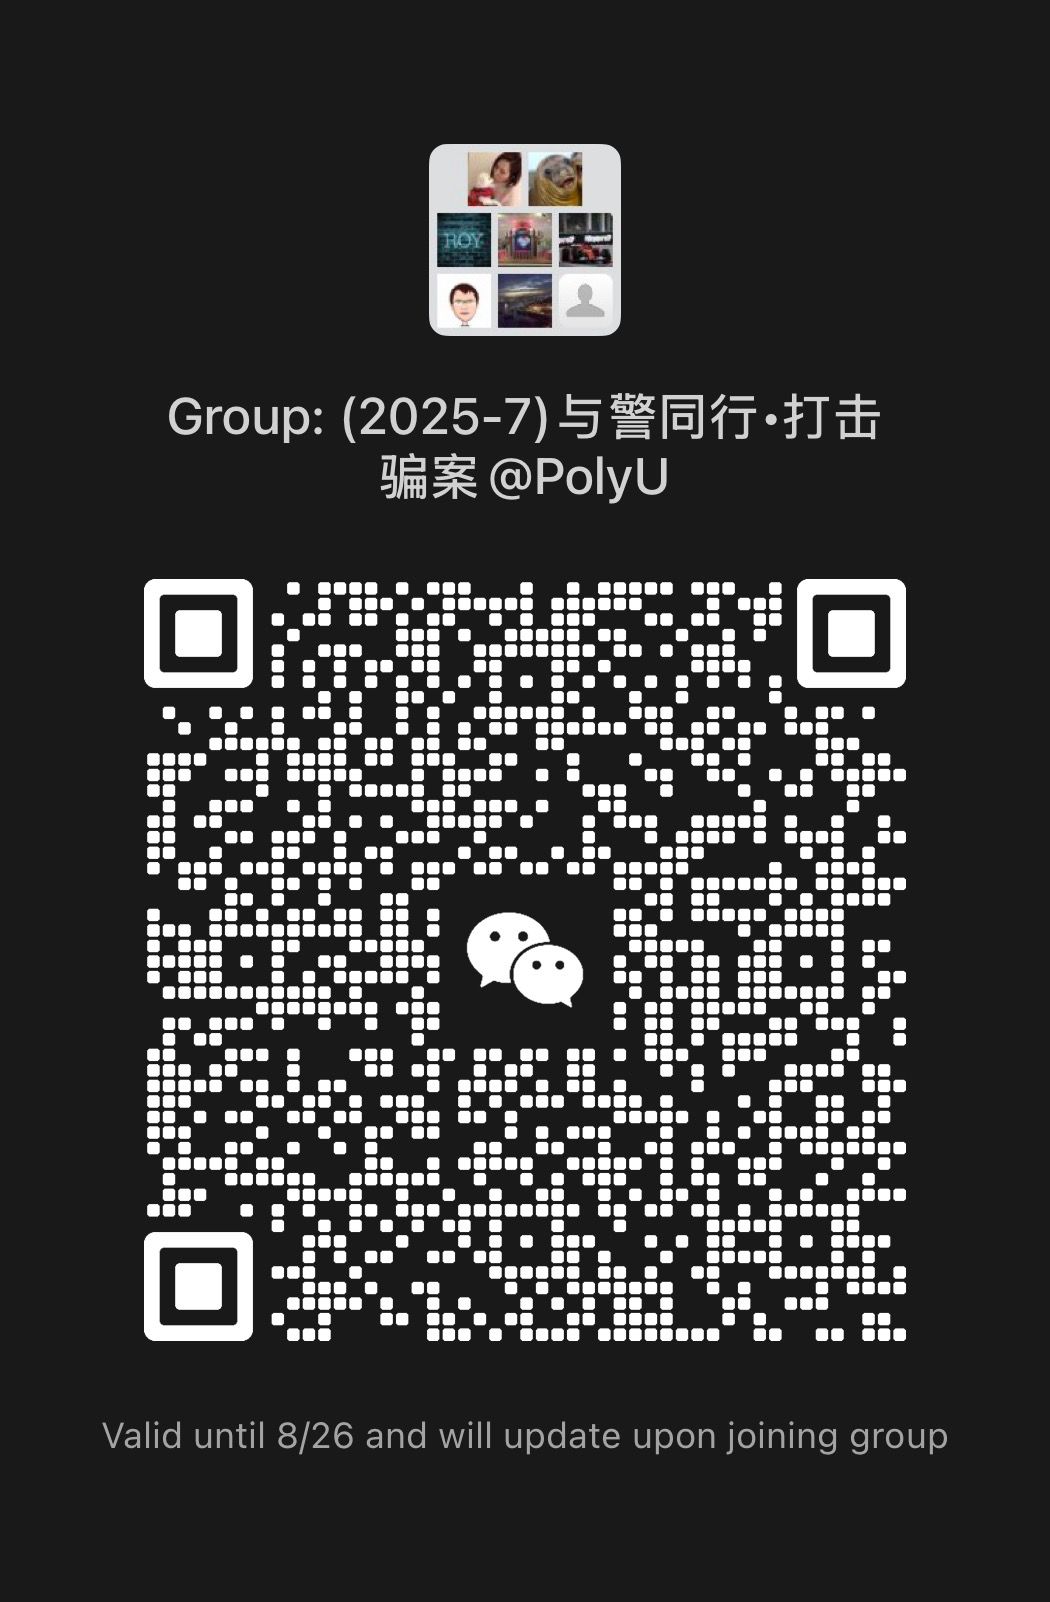 ROY
Group: (2025-7)与警同行•打击
骗案@PolyU
Valid until 8/26 and will update upon joining group